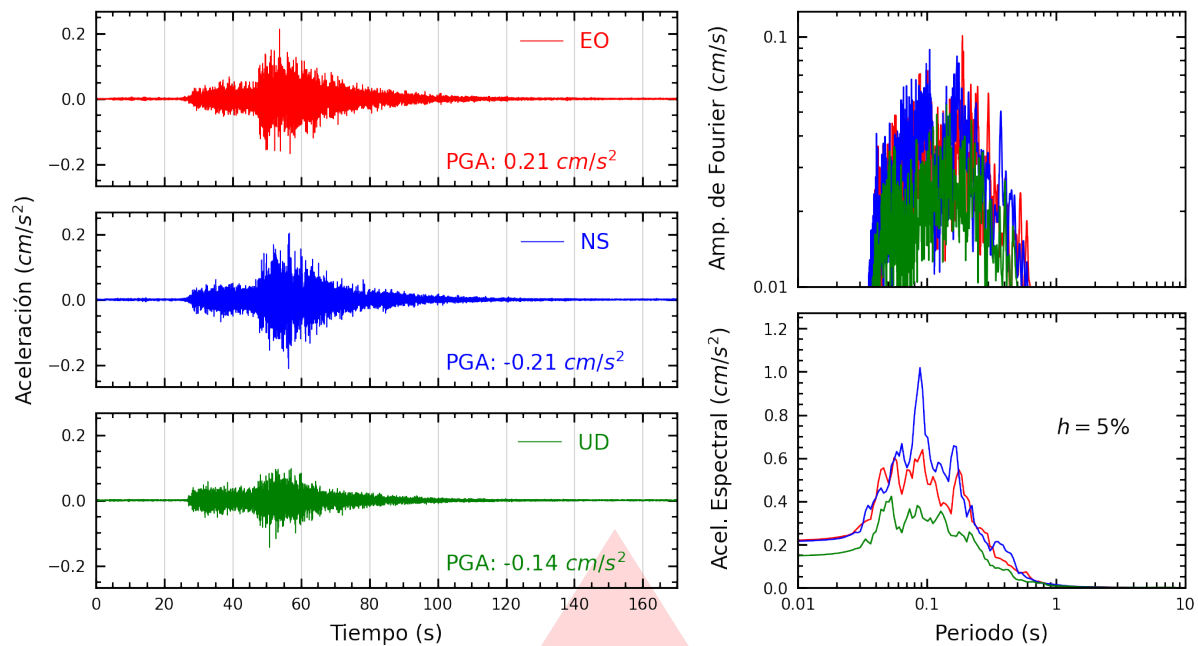 Aceleración (cm/s²)
0.2
0.0
−0.2
EO
PGA: 0.21 cm/s²
0.2
0.0
−0.2
NS
PGA: -0.21 cm/s²
0.2
0.0
−0.2
UD
PGA: -0.14 cm/s²
0 20 40 60 80 100 120 140 160
Tiempo (s)
Amp. de Fourier (cm/s)
0.1
0.01
Acel. Espectral (cm/s²)
1.2
1.0
0.8
0.6
0.4
0.2
0.0
h = 5%
0.01 0.1 1 10
Periodo (s)